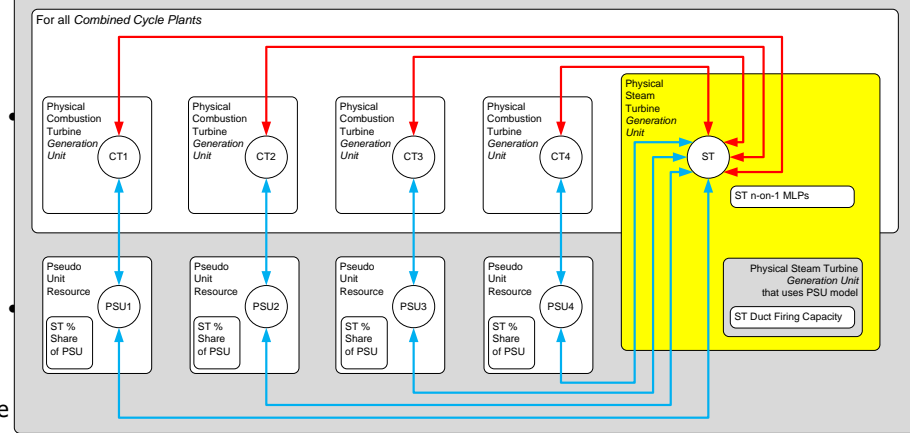 For all Combined Cycle Plants
Physical
Combustion
Turbine
Generation
Unit
CT1
Physical
Combustion
Turbine
Generation
Unit
CT2
Physical
Combustion
Turbine
Generation
Unit
CT3
Physical
Combustion
Turbine
Generation
Unit
CT4
Physical
Steam
Turbine
Generation
Unit
ST
ST n-on-1 MLPs
Pseudo
Unit
Resource
PSU1
ST %
Share
of PSU
Pseudo
Unit
Resource
PSU2
ST %
Share
of PSU
Pseudo
Unit
Resource
PSU3
ST %
Share
of PSU
Pseudo
Unit
Resource
PSU4
ST %
Share
of PSU
Physical Steam Turbine
Generation Unit
that uses PSU model
ST Duct Firing Capacity
e